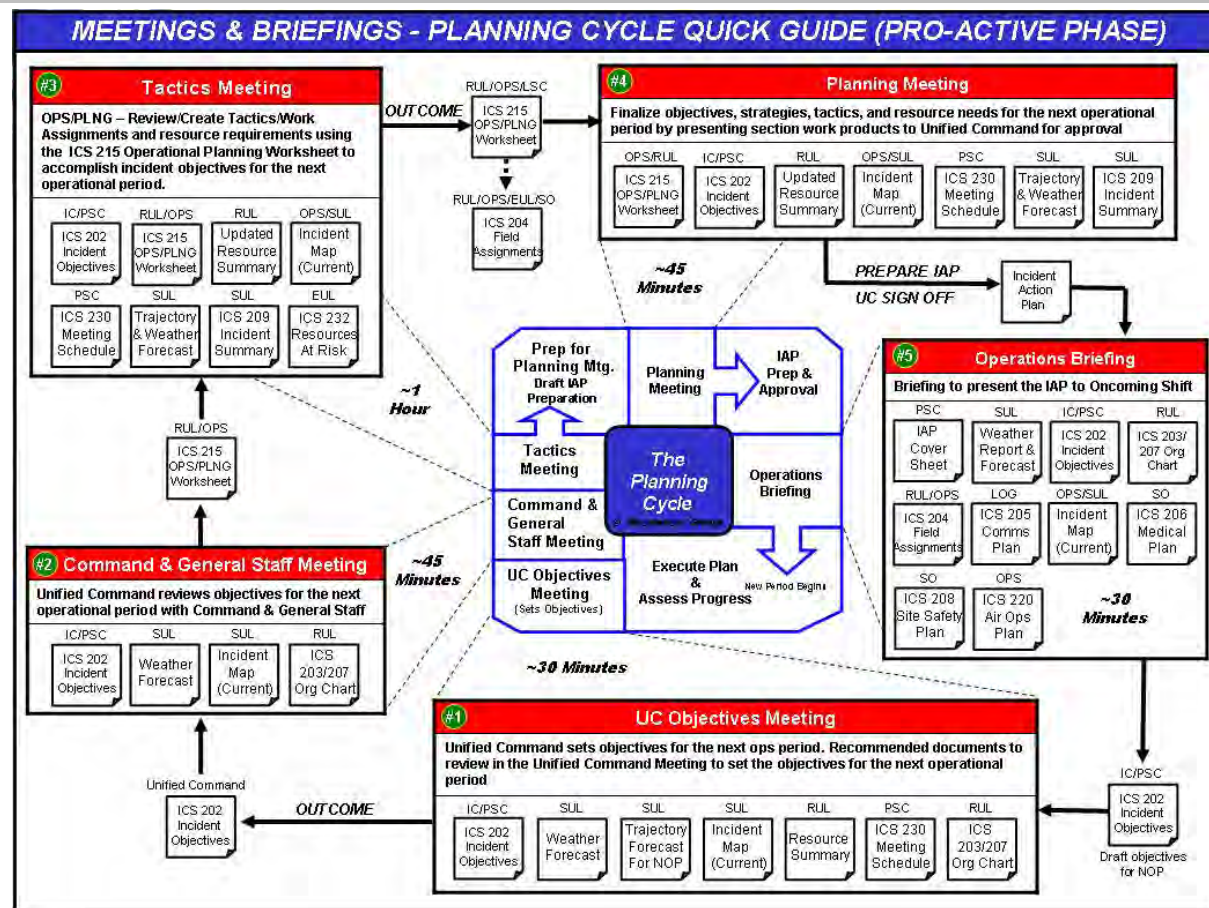 MEETINGS & BRIEFINGS - PLANNING CYCLE QUICK GUIDE (PRO-ACTIVE PHASE)
#3
Tactics Meeting
OPS/PLNG – Review/Create Tactics/Work
Assignments and resource requirements using
the ICS 215 Operational Planning Worksheet to
accomplish incident objectives for the next
operational period.
IC/PSC
ICS 202
Incident
Objectives
RUL/OPS
ICS 215
OPS/PLNG
Worksheet
RUL
Updated
Resource
Summary
OPS/SUL
Incident
Map
(Current)
PSC
ICS 230
Meeting
Schedule
SUL
Trajectory
& Weather
Forecast
SUL
ICS 209
Incident
Summary
EUL
ICS 232
Resources
At Risk
OUTCOME
RUL/OPS/LSC
ICS 215
OPS/PLNG
Worksheet
RUL/OPS/EUL/SO
ICS 204
Field
Assignments
#4
Planning Meeting
Finalize objectives, strategies, tactics, and resource needs for the next operational
period by presenting section work products to Unified Command for approval
OPS/RUL
ICS 215
OPS/PLNG
Worksheet
IC/PSC
ICS 202
Incident
Objectives
RUL
Updated
Resource
Summary
OPS/SUL
Incident
Map
(Current)
PSC
ICS 230
Meeting
Schedule
SUL
Trajectory
& Weather
Forecast
SUL
ICS 209
Incident
Summary
~45
Minutes
PREPARE IAP
UC SIGN OFF
Incident
Action
Plan
#5
Operations Briefing
Briefing to present the IAP to Oncoming Shift
PSC
IAP
Cover
Sheet
SUL
Weather
Report &
Forecast
IC/PSC
ICS 202
Incident
Objectives
RUL
ICS 203/
207 Org
Chart
RUL/OPS
ICS 204
Field
Assignments
LOG
ICS 205
Comms
Plan
OPS/SUL
Incident
Map
(Current)
SO
ICS 206
Medical
Plan
SO
ICS 208
Site Safety
Plan
OPS
ICS 220
Air Ops
Plan
~30
Minutes
~1
Hour
Prep for
Planning Mtg.
Draft IAP
Preparation
Planning
Meeting
IAP
Prep &
Approval
Tactics
Meeting
The
Planning
Cycle
Operations
Briefing
Command &
General
Staff Meeting
UC Objectives
Meeting
(Sets Objectives)
Execute Plan
&
Assess Progress
New Period Begins
RUL/OPS
ICS 215
OPS/PLNG
Worksheet
#2
Command & General Staff Meeting
Unified Command reviews objectives for the next
operational period with Command & General Staff
IC/PSC
ICS 202
Incident
Objectives
SUL
Weather
Forecast
SUL
Incident
Map
(Current)
RUL
ICS
203/207
Org Chart
~45
Minutes
~30 Minutes
#1
UC Objectives Meeting
Unified Command sets objectives for the next ops period. Recommended documents to
review in the Unified Command Meeting to set the objectives for the next operational
period
IC/PSC
ICS 202
Incident
Objectives
SUL
Weather
Forecast
SUL
Trajectory
Forecast
For NOP
SUL
Incident
Map
(Current)
RUL
Resource
Summary
PSC
ICS 230
Meeting
Schedule
RUL
ICS
203/207
Org Chart
IC/PSC
ICS 202
Incident
Objectives
Draft objectives
for NOP
OUTCOME
Unified Command
ICS 202
Incident
Objectives